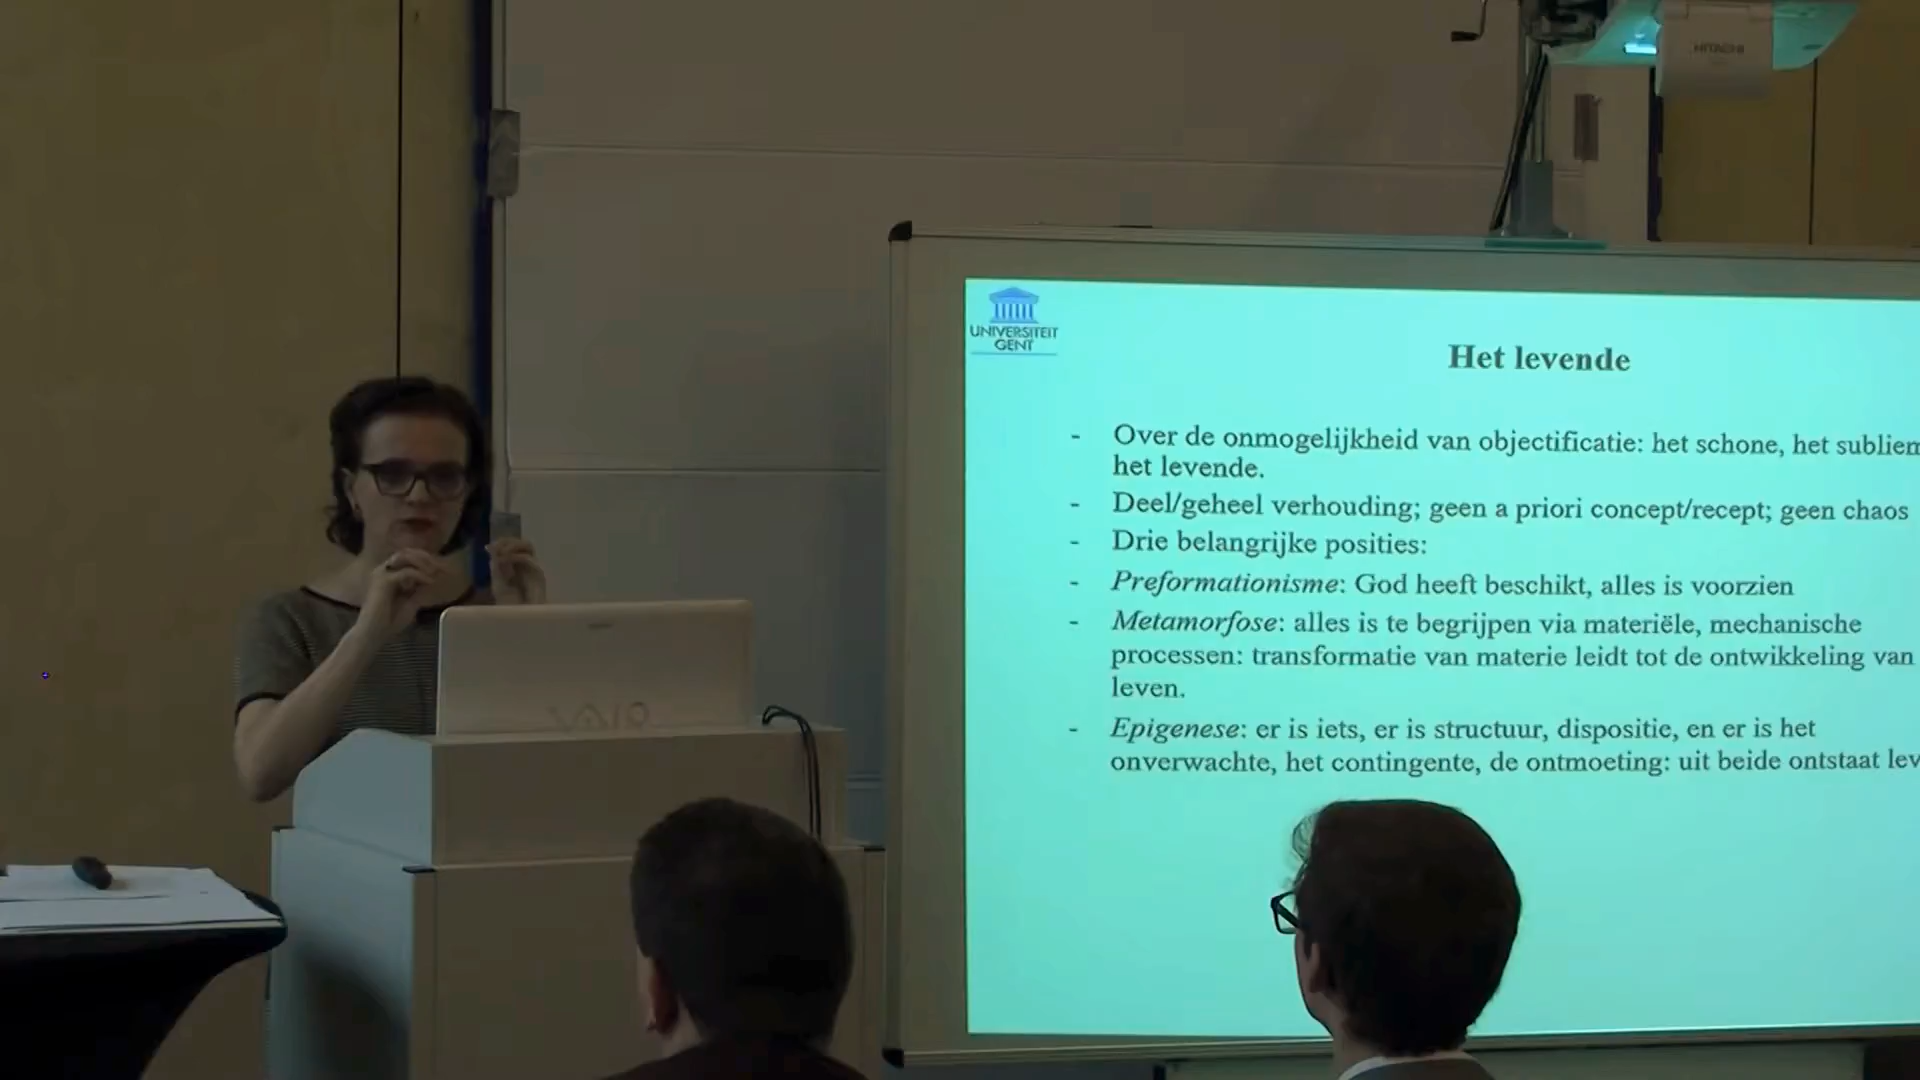 HITACHI
UNIVERSITEIT
GENT
Het levende
- Over de onmogelijkheid van objectificatie: het schone, het subliem
het levende.
- Deel/geheel verhouding; geen a priori concept/recept; geen chaos
- Drie belangrijke posities:
- Preformationisme: God heeft beschikt, alles is voorzien
- Metamorfose: alles is te begrijpen via materiële, mechanische
processen: transformatie van materie leidt tot de ontwikkeling van
leven.
- Epigenese: er is iets, er is structuur, dispositie, en er is het
onverwachte, het contingente, de ontmoeting: uit beide ontstaat lev
VAIO